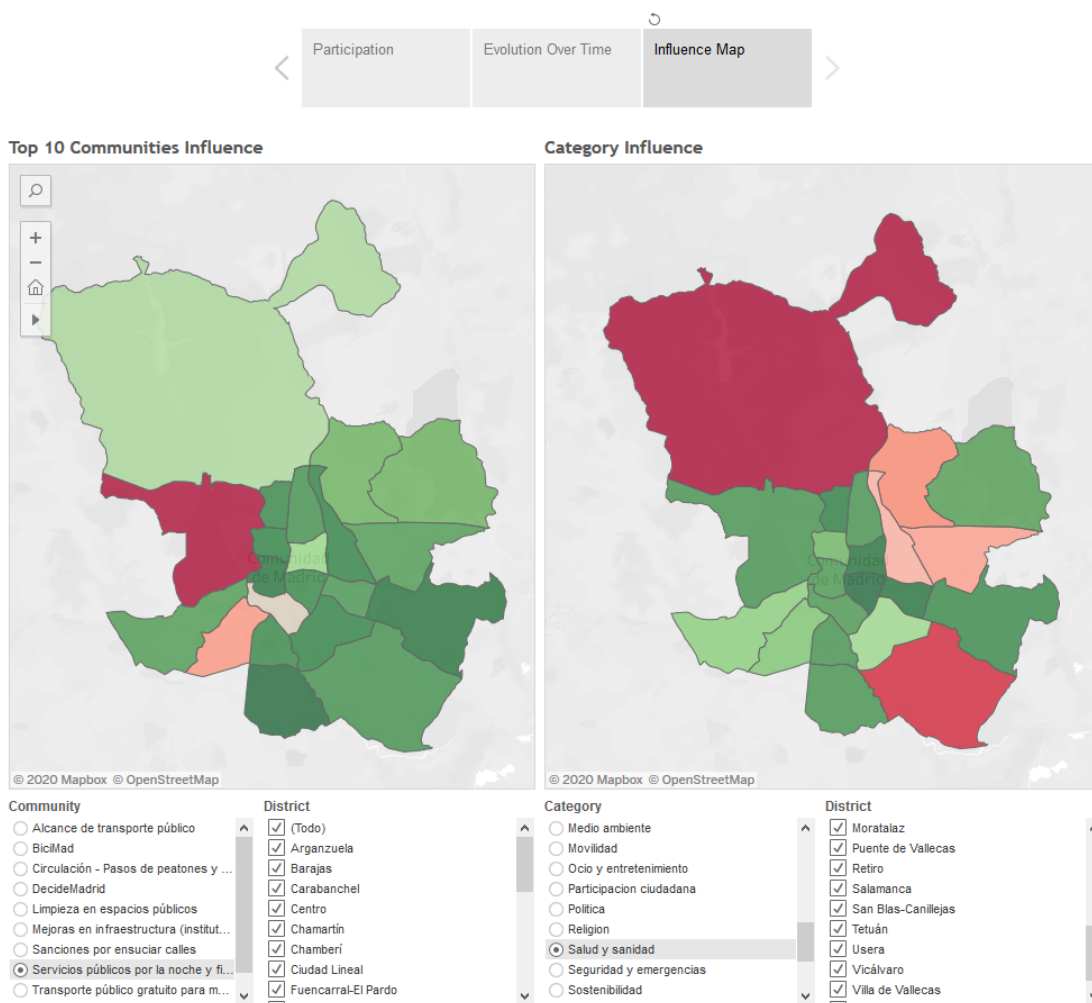 Participation
Evolution Over Time
Influence Map
Top 10 Communities Influence
Category Influence
+
−
Comunidad
de Madrid
Comunidad
de Madrid
© 2020 Mapbox © OpenStreetMap
© 2020 Mapbox © OpenStreetMap
Community
Alcance de transporte público
BiciMad
Circulación - Pasos de peatones y ...
DecideMadrid
Limpieza en espacios públicos
Mejoras en infraestructura (institut...
Sanciones por ensuciar calles
Servicios públicos por la noche y fi...
Transporte público gratuito para m...
District
(Todo)
Arganzuela
Barajas
Carabanchel
Centro
Chamartín
Chamberí
Ciudad Lineal
Fuencarral-El Pardo
Category
Medio ambiente
Movilidad
Ocio y entretenimiento
Participacion ciudadana
Politica
Religion
Salud y sanidad
Seguridad y emergencias
Sostenibilidad
District
Moratalaz
Puente de Vallecas
Retiro
Salamanca
San Blas-Canillejas
Tetuán
Usera
Vicálvaro
Villa de Vallecas